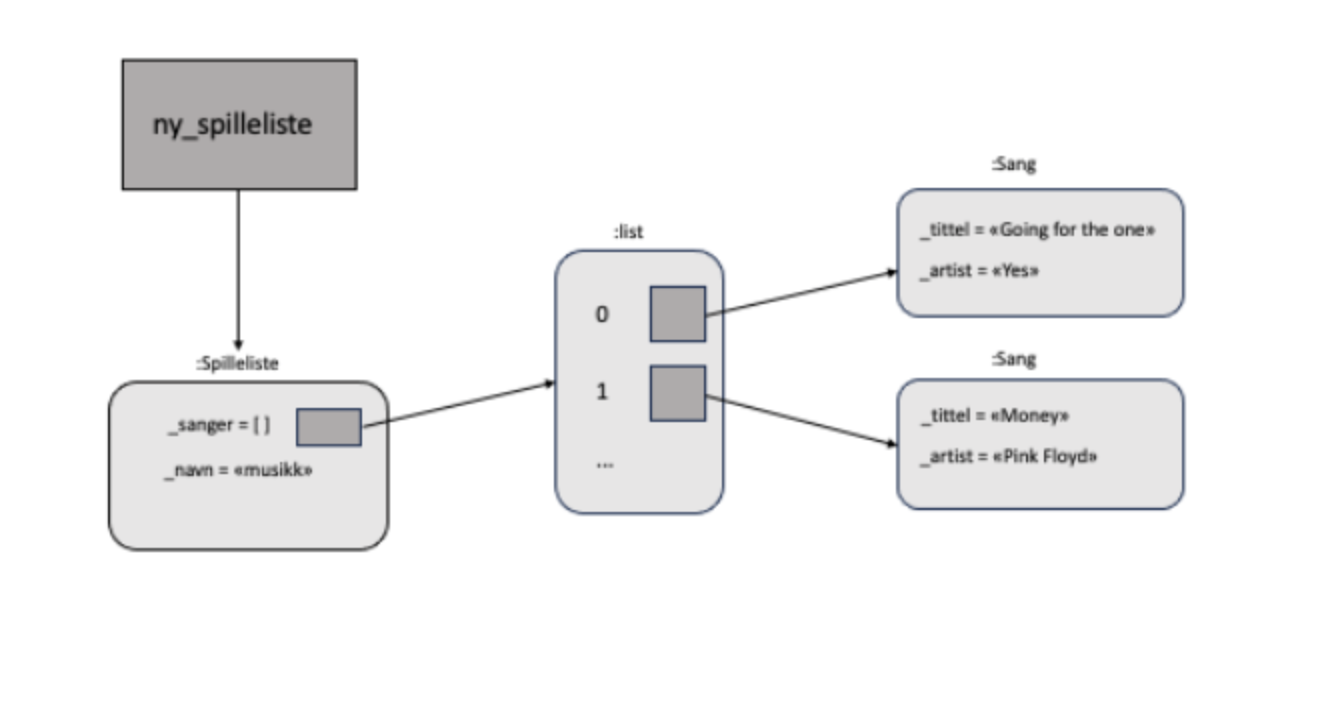 ny_spilleliste
:Spilleliste
_sanger = [ ]
_navn = «musikk»
:list
0
1
...
:Sang
_tittel = «Going for the one»
_artist = «Yes»
:Sang
_tittel = «Money»
_artist = «Pink Floyd»